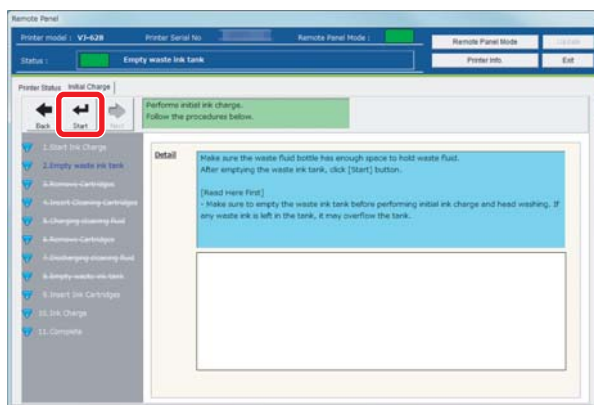 Remote Panel
Printer model : VJ-628
Printer Serial No
Remote Panel Mode :
Remote Panel Mode
Status :
Empty waste ink tank
Printer Info.
Exit
Printer Status
Initial Charge
Back
Start
Next
Performs initial ink charge.
Follow the procedures below.
1.Start Ink Charge
2.Empty waste ink tank
3.Remove Cartridges
4.Insert Cleaning Cartridges
5.Charging cleaning fluid
6.Remove Cartridges
7.Discharging cleaning fluid
8.Empty waste ink tank
9.Insert Ink Cartridges
10.Ink Charge
11.Complete
Detail
Make sure the waste fluid bottle has enough space to hold waste fluid.
After emptying the waste ink tank, click [Start] button.
[Read Here First]
- Make sure to empty the waste ink tank before performing initial ink charge and head washing. If
any waste ink is left in the tank, it may overflow the tank.